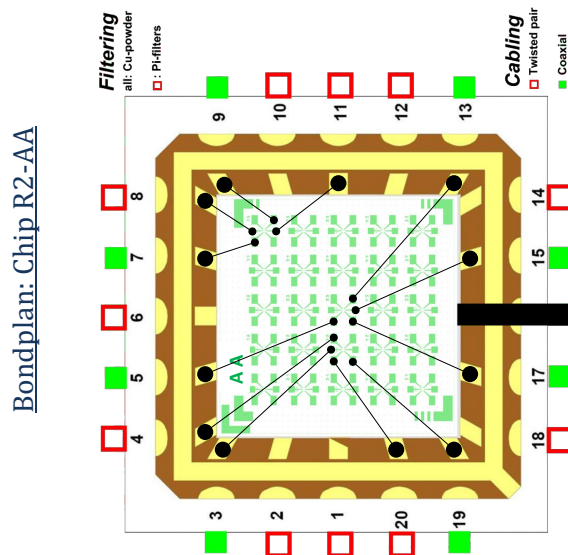 Bondplan: Chip R2-AA
Filtering
all: Cu-powder
: Pi-filters
Cabling
Twisted pair
Coaxial
9
10
11
12
13
8
7
6
5
4
14
15
17
18
3
2
1
20
19
A A